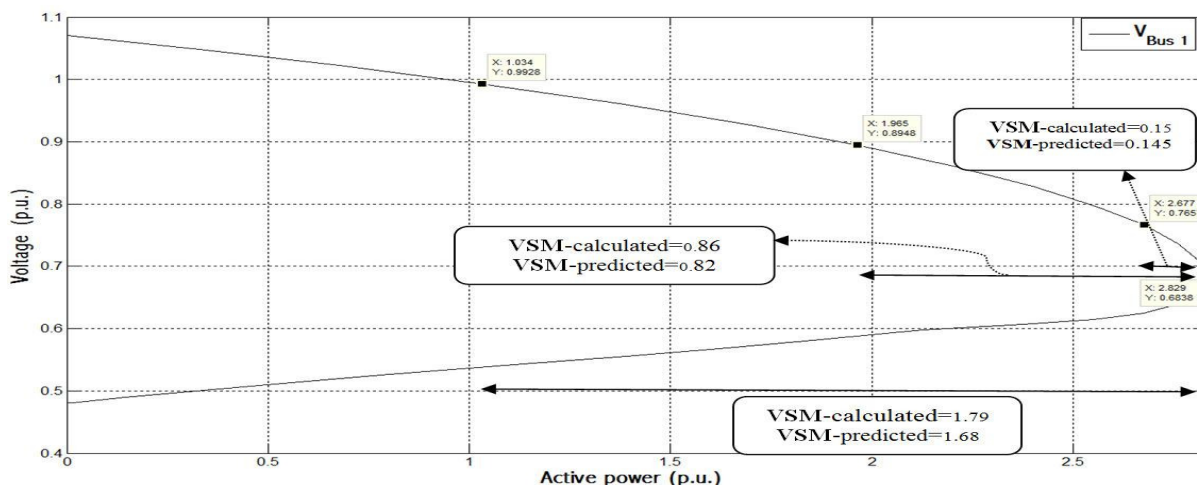 1.1
V Bus 1
X: 1.034
Y: 0.9928
1
X: 1.965
Y: 0.8948
VSM-calculated=0.15
VSM-predicted=0.145
0.9
0.8
X: 2.677
Y: 0.765
Voltage (p.u.)
VSM-calculated=0.86
VSM-predicted=0.82
0.7
X: 2.829
Y: 0.6838
0.6
0.5
VSM-calculated=1.79
VSM-predicted=1.68
0.4
0
0.5
1
1.5
2
2.5
Active power (p.u.)